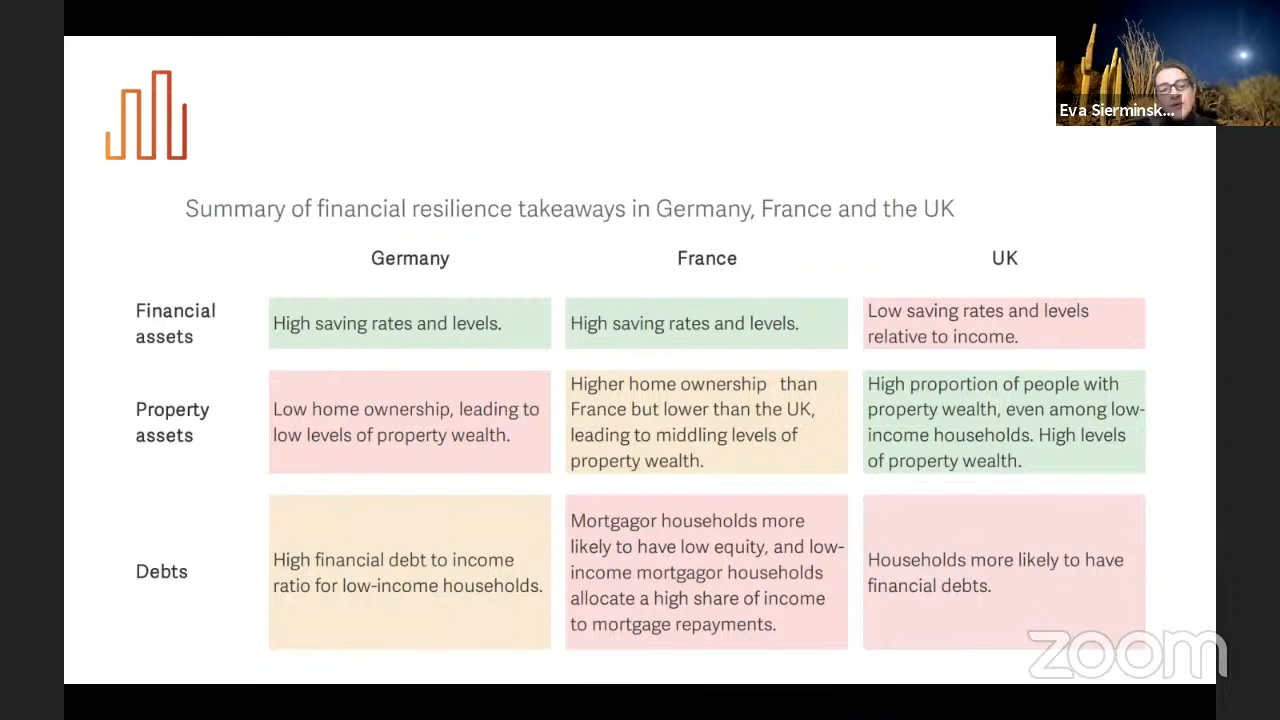 Eva Sierminsk...
Summary of financial resilience takeaways in Germany, France and the UK
Germany
France
UK
Financial
assets
High saving rates and levels.
High saving rates and levels.
Low saving rates and levels
relative to income.
Property
assets
Low home ownership, leading to
low levels of property wealth.
Higher home ownership than
France but lower than the UK,
leading to middling levels of
property wealth.
High proportion of people with
property wealth, even among low-
income households. High levels
of property wealth.
Debts
High financial debt to income
ratio for low-income households.
Mortgagor households more
likely to have low equity, and low-
income mortgagor households
allocate a high share of income
to mortgage repayments.
Households more likely to have
financial debts.
zoom